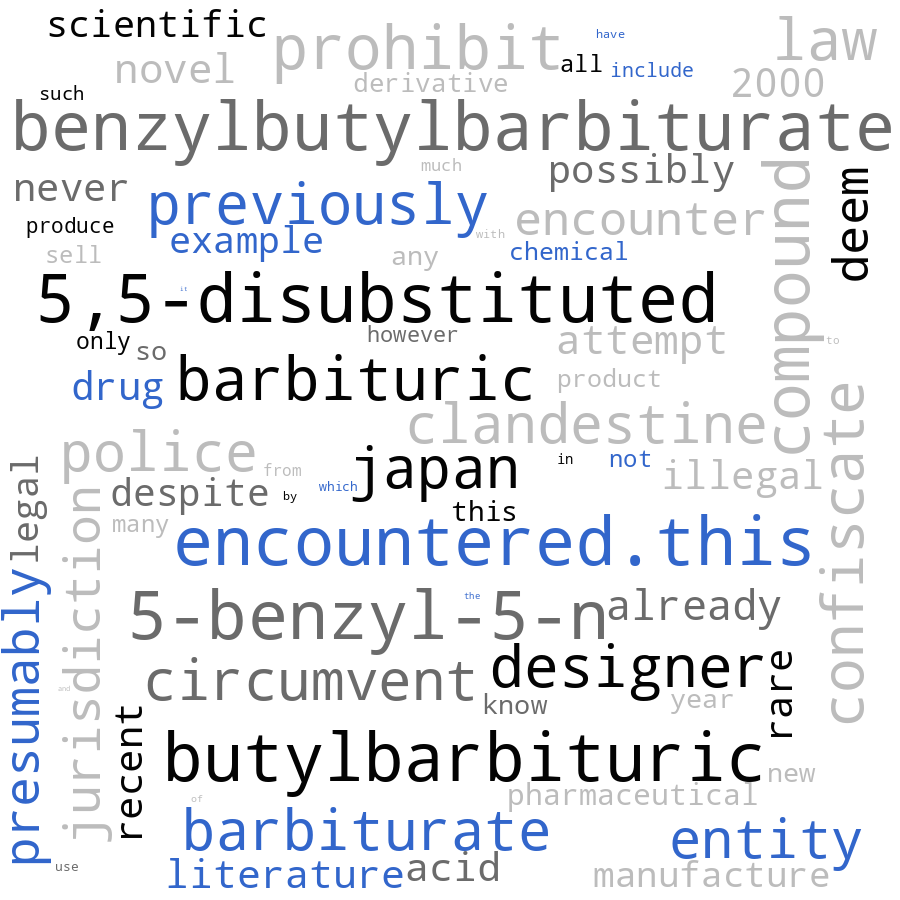 scientific
have
prohibit
law
novel
all
include
derivative
2000
such
benzylbutylbarbiturate
much
possibly
never
previously
compound
deem
produce
encounter
example
with
sell
any
chemical
5,5-disubstituted
it
only
so
however
attempt
to
drug
barbituric
product
clandestine
confiscate
police
from
japan
in
not
illegal
legal
despite
by
which
this
many
jurisdiction
encountered.this
presumably
5-benzyl-5-n
the
already
circumvent
designere
rare
and
know
year
recent
butylbarbituric
new
of
pharmaceutical
barbiturate
entity
use
literature
acid
manufacture